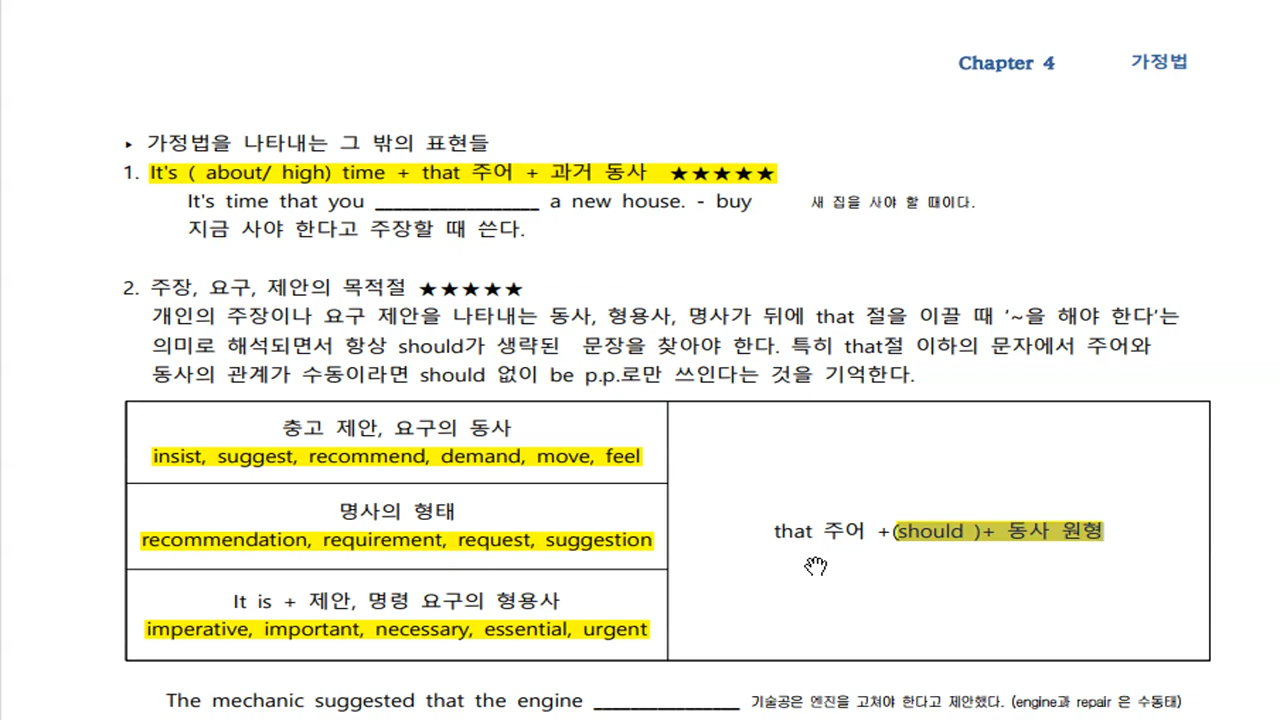 Chapter 4 가정법
▸ 가정법을 나타내는 그 밖의 표현들
1. It's ( about/ high) time + that 주어 + 과거 동사 ★★★★★
It's time that you _________________ a new house. - buy 새 집을 사야 할 때이다.
지금 사야 한다고 주장할 때 쓴다.
2. 주장, 요구, 제안의 목적절 ★★★★★
개인의 주장이나 요구 제안을 나타내는 동사, 형용사, 명사가 뒤에 that 절을 이끌 때 '~을 해야 한다'는
의미로 해석되면서 항상 should가 생략된 문장을 찾아야 한다. 특히 that절 이하의 문자에서 주어와
동사의 관계가 수동이라면 should 없이 be p.p.로만 쓰인다는 것을 기억한다.
충고 제안, 요구의 동사
insist, suggest, recommend, demand, move, feel
명사의 형태
recommendation, requirement, request, suggestion
It is + 제안, 명령 요구의 형용사
imperative, important, necessary, essential, urgent
that 주어 +(should )+ 동사 원형
The mechanic suggested that the engine _______________ 기술공은 엔진을 고쳐야 한다고 제안했다. (engine과 repair 은 수동태)